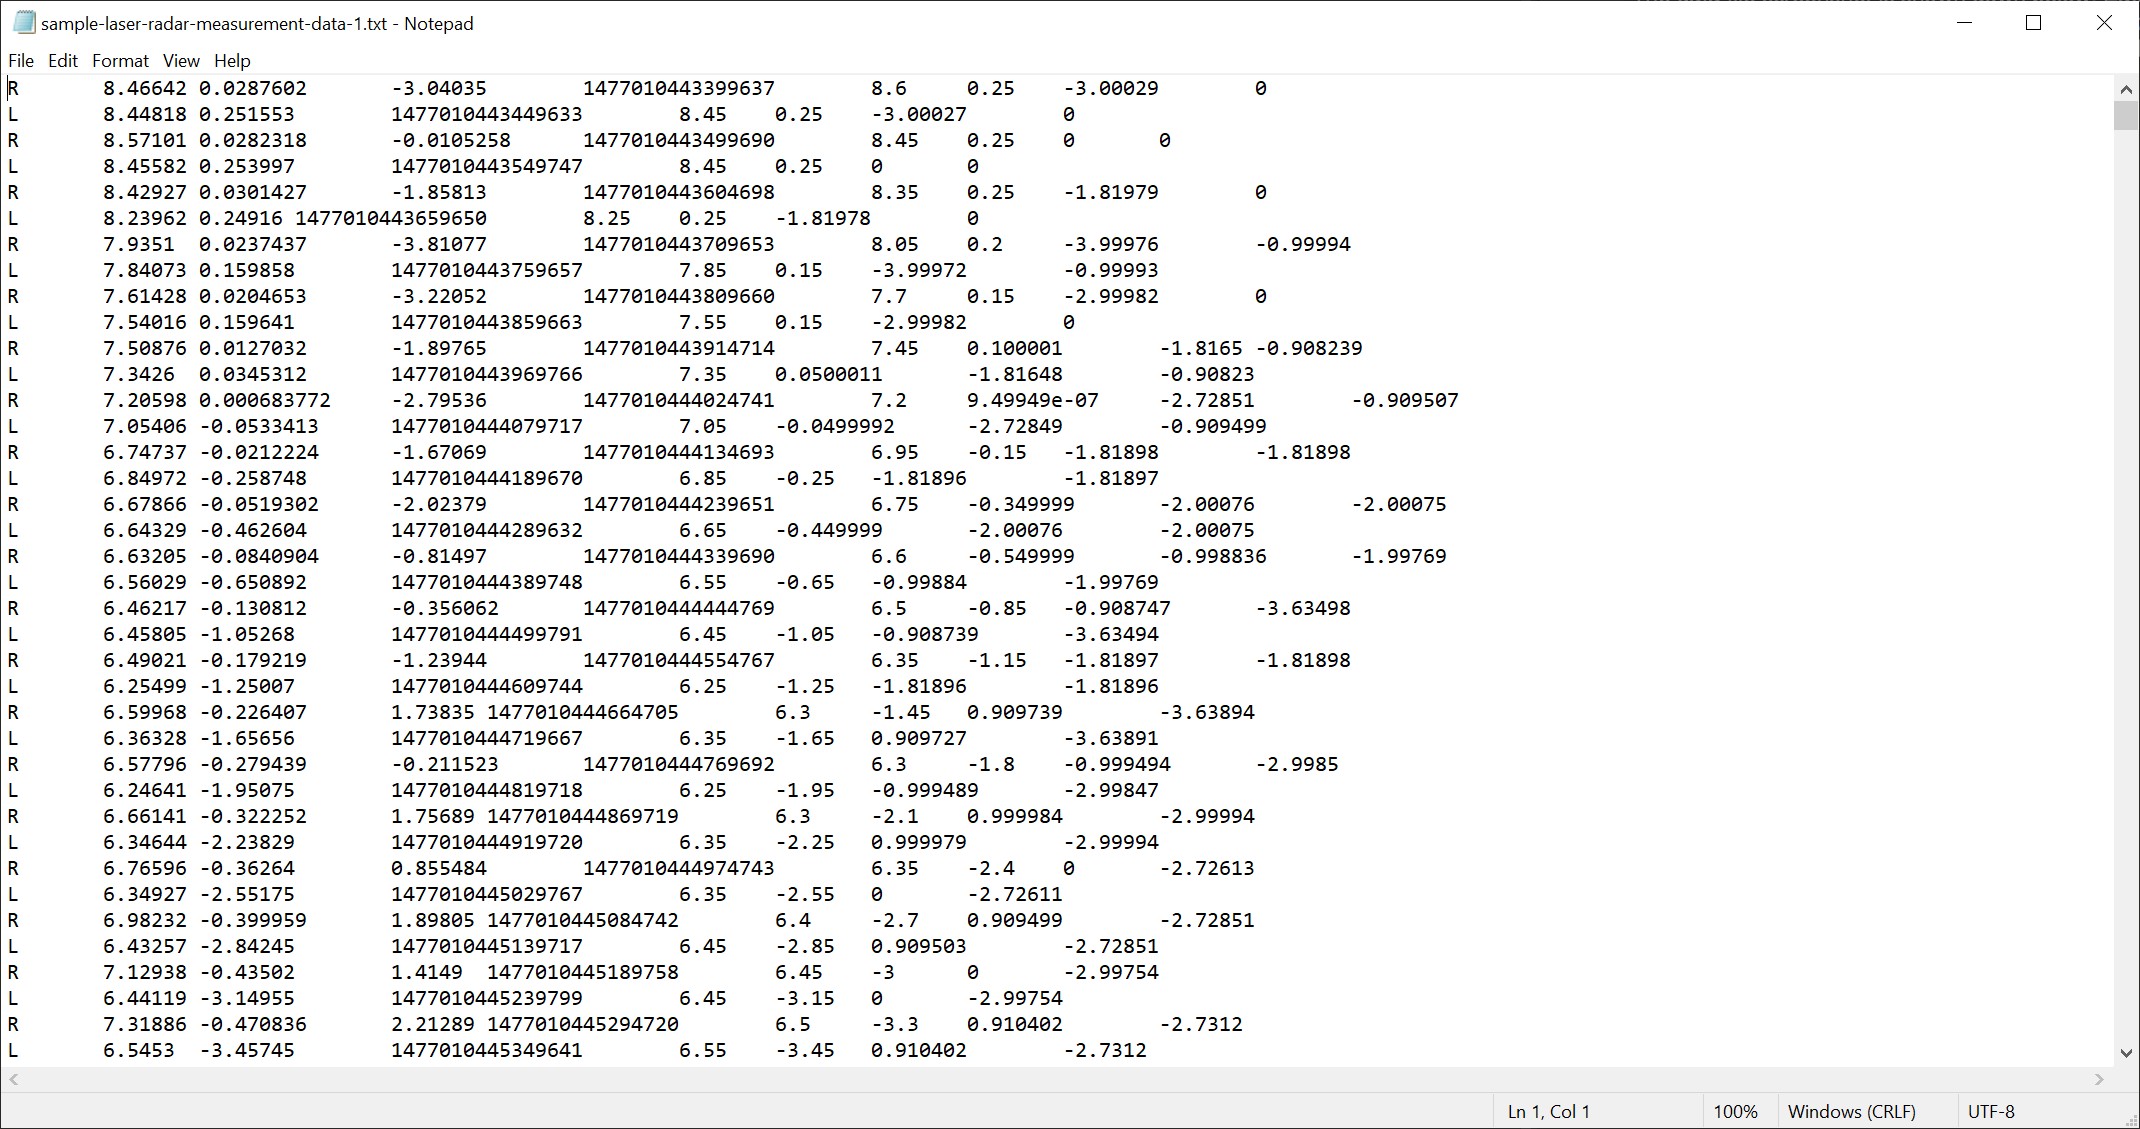 sample-laser-radar-measurement-data-1.txt - Notepad
File Edit Format View Help
R 8.46642 0.0287602 -3.04035 1477010443399637 8.6 0.25 -3.00029 0
L 8.44818 0.251553 1477010443449633 8.45 0.25 -3.00027 0
R 8.57101 0.0282318 -0.0105258 1477010443499690 8.45 0.25 0 0
L 8.45582 0.253997 1477010443549747 8.45 0.25 0 0
R 8.42927 0.0301427 -1.85813 1477010443604698 8.35 0.25 -1.81979 0
L 8.23962 0.24916 1477010443659650 8.25 0.25 -1.81978 0
R 7.9351 0.0237437 -3.81077 1477010443709653 8.05 0.2 -3.99976 -0.99994
L 7.84073 0.159858 1477010443759657 7.85 0.15 -3.99972 -0.99993
R 7.61428 0.0204653 -3.22052 1477010443809660 7.7 0.15 -2.99982 0
L 7.54016 0.159641 1477010443859663 7.55 0.15 -2.99982 0
R 7.50876 0.0127032 -1.89765 1477010443914714 7.45 0.100001 -1.8165 -0.908239
L 7.3426 0.0345312 1477010443969766 7.35 0.0500011 -1.81648 -0.90823
R 7.20598 0.000683772 -2.79536 1477010444024741 7.2 9.49949e-07 -2.72851 -0.909507
L 7.05406 -0.0533413 1477010444079717 7.05 -0.0499992 -2.72849 -0.909499
R 6.74737 -0.0212224 -1.67069 1477010444134693 6.95 -0.15 -1.81898 -1.81898
L 6.84972 -0.258748 1477010444189670 6.85 -0.25 -1.81896 -1.81897
R 6.67866 -0.0519302 -2.02379 1477010444239651 6.75 -0.349999 -2.00076 -2.00075
L 6.64329 -0.462604 1477010444289632 6.65 -0.449999 -2.00076 -2.00075
R 6.63205 -0.0840904 -0.81497 1477010444339690 6.6 -0.549999 -0.998836 -1.99769
L 6.56029 -0.650892 1477010444389748 6.55 -0.65 -0.99884 -1.99769
R 6.46217 -0.130812 -0.356062 1477010444444769 6.5 -0.85 -0.908747 -3.63498
L 6.45805 -1.05268 1477010444499791 6.45 -1.05 -0.908739 -3.63494
R 6.49021 -0.179219 -1.23944 1477010444554767 6.35 -1.15 -1.81897 -1.81898
L 6.25499 -1.25007 1477010444609744 6.25 -1.25 -1.81896 -1.81896
R 6.59968 -0.226407 1.73835 1477010444664705 6.3 -1.45 0.909739 -3.63894
L 6.36328 -1.65656 1477010444719667 6.35 -1.65 0.909727 -3.63891
R 6.57796 -0.279439 -0.211523 1477010444769692 6.3 -1.8 -0.999494 -2.9985
L 6.24641 -1.95075 1477010444819718 6.25 -1.95 -0.999489 -2.99847
R 6.66141 -0.322252 1.75689 1477010444869719 6.3 -2.1 0.999984 -2.99994
L 6.34644 -2.23829 1477010444919720 6.35 -2.25 0.999979 -2.99994
R 6.76596 -0.36264 0.855484 1477010444974743 6.35 -2.4 0 -2.72613
L 6.34927 -2.55175 1477010445029767 6.35 -2.55 0 -2.72611
R 6.98232 -0.399959 1.89805 1477010445084742 6.4 -2.7 0.909499 -2.72851
L 6.43257 -2.84245 1477010445139717 6.45 -2.85 0.909503 -2.72851
R 7.12938 -0.43502 1.4149 1477010445189758 6.45 -3 0 -2.99754
L 6.44119 -3.14955 1477010445239799 6.45 -3.15 0 -2.99754
R 7.31886 -0.470836 2.21289 1477010445294720 6.5 -3.3 0.910402 -2.7312
L 6.5453 -3.45745 1477010445349641 6.55 -3.45 0.910402 -2.7312
Ln 1, Col 1 100% Windows (CRLF) UTF-8